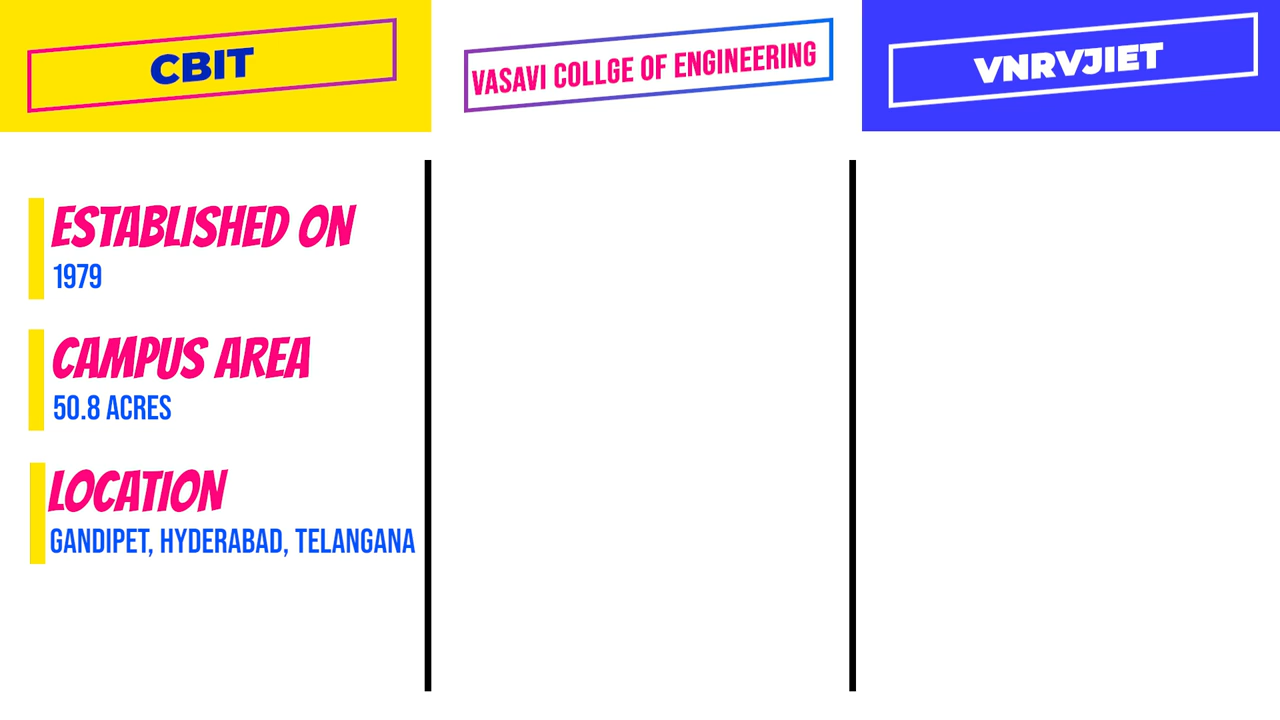 CBIT
VASAVI COLLGE OF ENGINEERING
VNRVJIET
ESTABLISHED ON
1979
CAMPUS AREA
50.8 ACRES
LOCATION
GANDIPET, HYDERABAD, TELANGANA